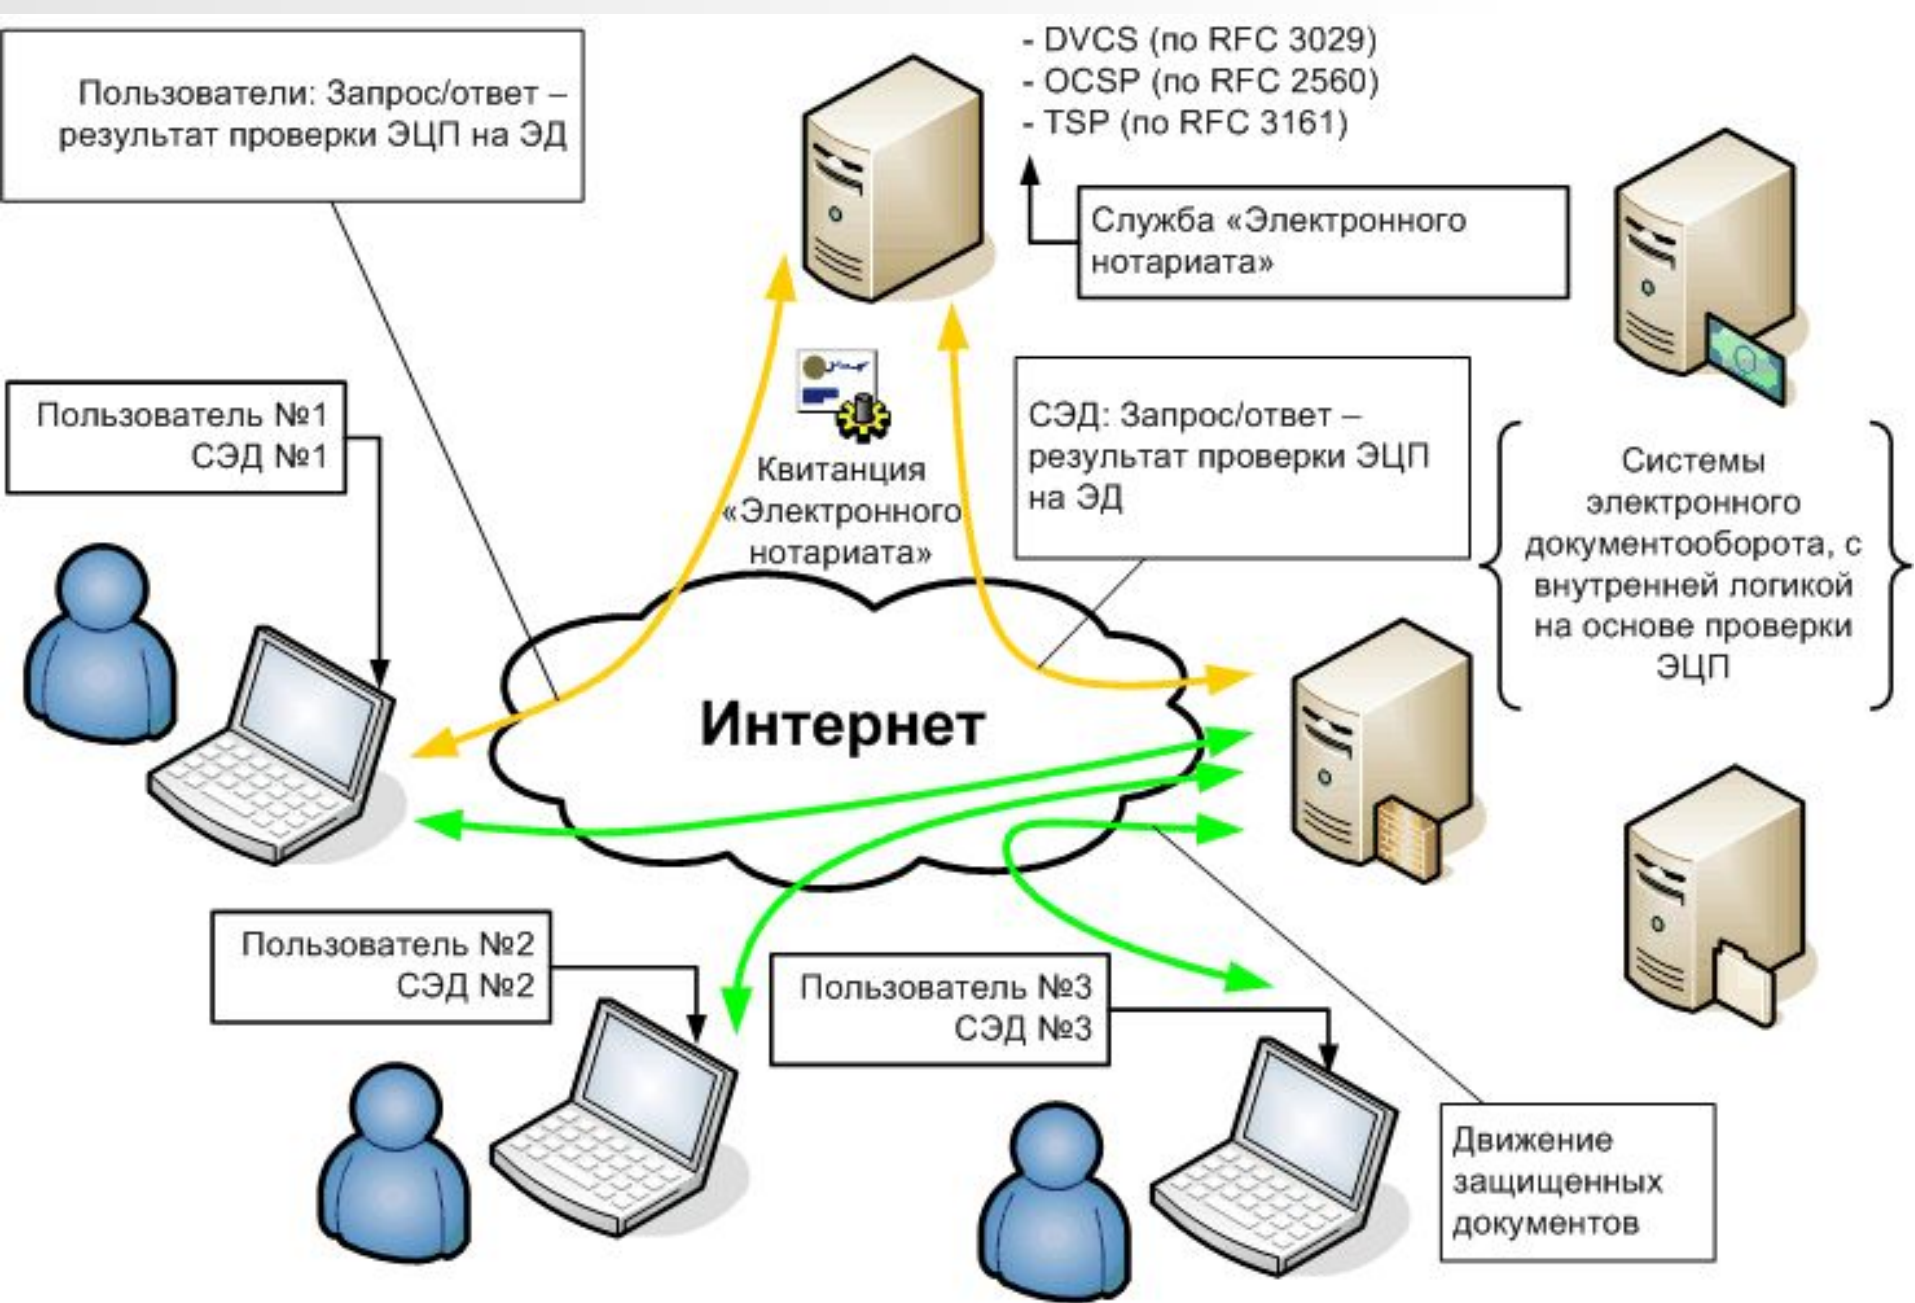 Пользователи: Запрос/ответ –
результат проверки ЭЦП на ЭД
- DVCS (по RFC 3029)
- OCSP (по RFC 2560)
- TSP (по RFC 3161)
Служба «Электронного
нотариата»
Пользователь №1
СЭД №1
Квитанция
«Электронного
нотариата»
СЭД: Запрос/ответ –
результат проверки ЭЦП
на ЭД
Системы
электронного
документооборота, с
внутренней логикой
на основе проверки
ЭЦП
Интернет
Пользователь №2
СЭД №2
Пользователь №3
СЭД №3
Движение
защищенных
документов